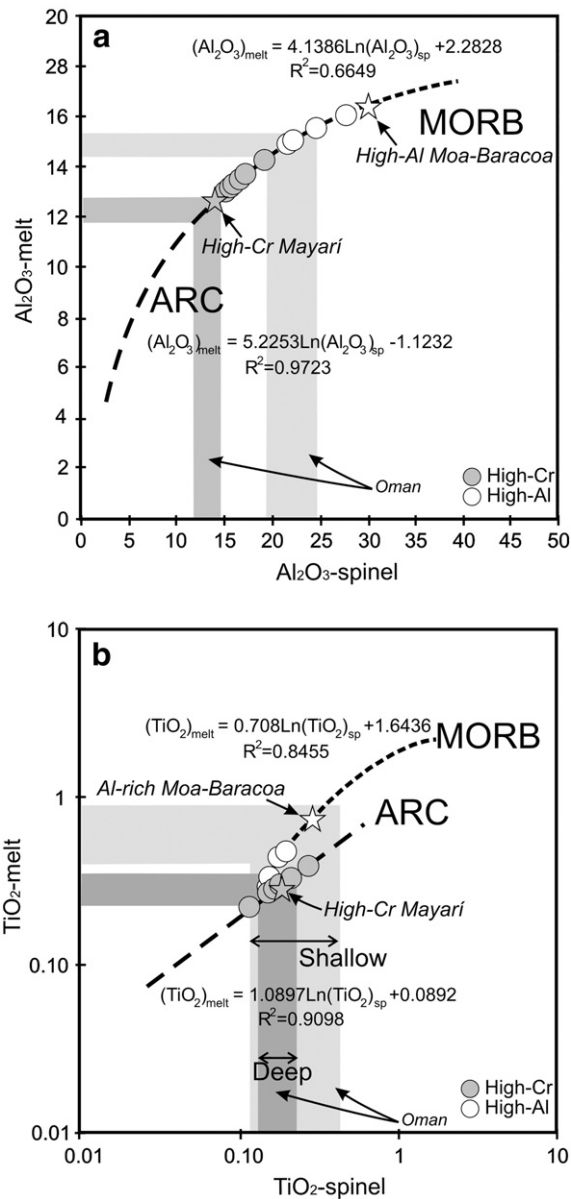 a
(Al₂O₃)melt = 4.1386Ln(Al₂O₃)sp +2.2828
R²=0.6649
MORB
High-Al Moa-Baracoa
High-Cr Mayarí
ARC
(Al₂O₃)melt = 5.2253Ln(Al₂O₃)sp -1.1232
R²=0.9723
Oman
High-Cr
High-Al
20
28
16
14
12
20
8
6
4
2
0
Al₂O₃-melt
0 5 10 15 20 25 30 35 40 45 50
Al₂O₃-spinel
b
(TiO₂)melt = 0.708Ln(TiO₂)sp +1.6436
R²=0.8455
MORB
Al-rich Moa-Baracoa
ARC
High-Cr Mayarí
Shallow
(TiO₂)melt = 1.0897Ln(TiO₂)sp +0.0892
R²=0.9098
Deep
Oman
High-Cr
High-Al
10
1
0.10
0.01
TiO₂-melt
0.01 0.10 1 10
TiO₂-spinel